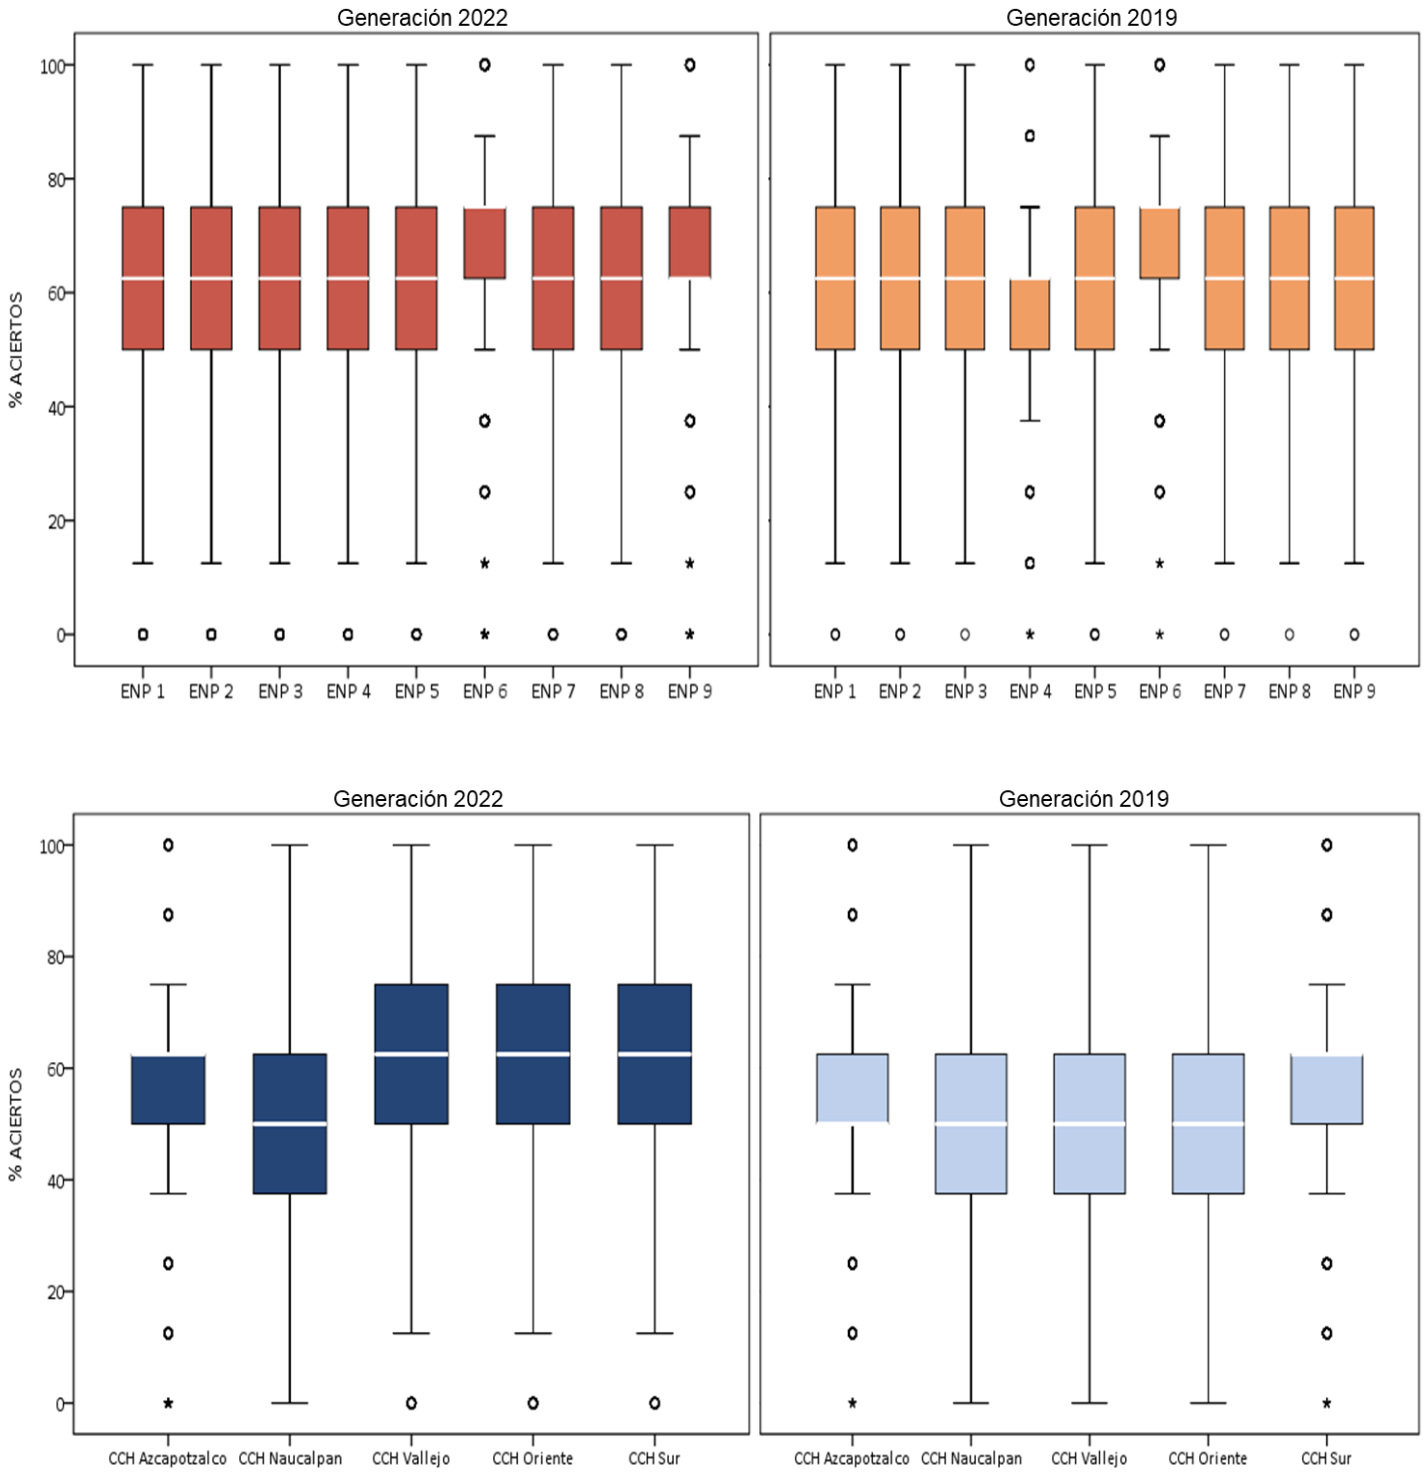 Generación 2022 Generación 2019
100
80
60
40
20
0
% ACIERTOS
ENP 1 ENP 2 ENP 3 ENP 4 ENP 5 ENP 6 ENP 7 ENP 8 ENP 9
ENP 1 ENP 2 ENP 3 ENP 4 ENP 5 ENP 6 ENP 7 ENP 8 ENP 9
Generación 2022 Generación 2019
100
80
60
40
20
0
% ACIERTOS
CCH Azcapotzalco CCH Naucalpan CCH Vallejo CCH Oriente CCH Sur
CCH Azcapotzalco CCH Naucalpan CCH Vallejo CCH Oriente CCH Sur